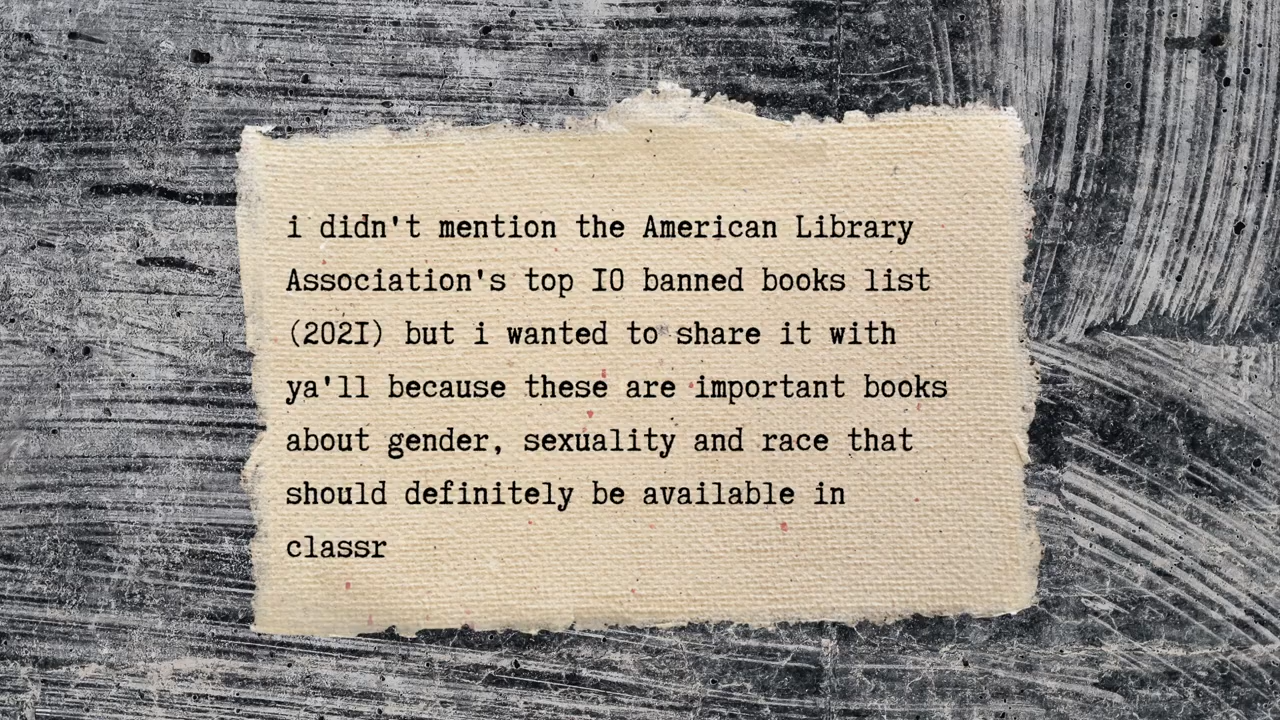 i didn't mention the American Library
Association's top 10 banned books list
(2021) but i wanted to share it with
ya'll because these are important books
about gender, sexuality and race that
should definitely be available in
classr